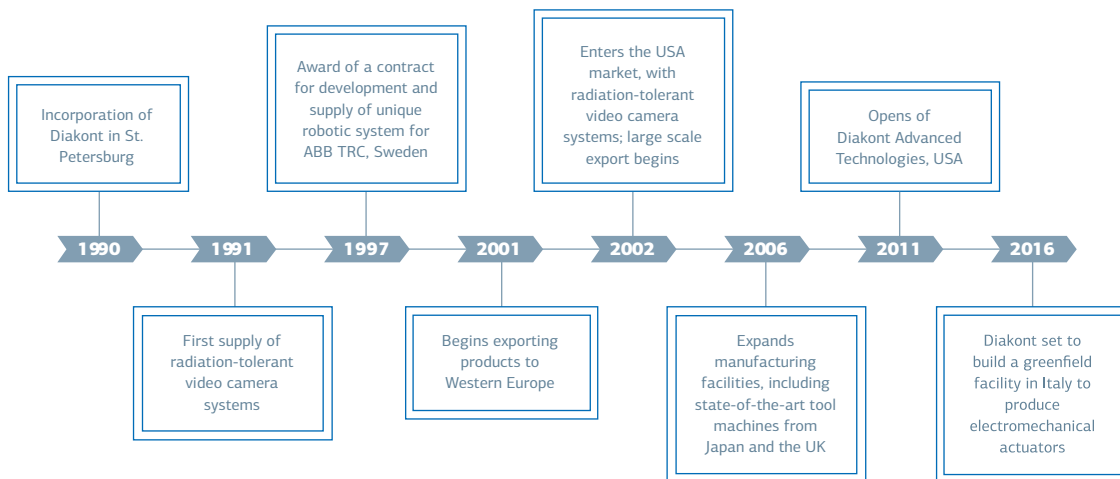 Incorporation of
Diakont in St.
Petersburg
Award of a contract
for development and
supply of unique
robotic system for
ABB TRC, Sweden
Enters the USA
market, with
radiation-tolerant
video camera
systems; large scale
export begins
Opens of
Diakont Advanced
Technologies, USA
1990 1991 1997 2001 2002 2006 2011 2016
First supply of
radiation-tolerant
video camera
systems
Begins exporting
products to
Western Europe
Expands
manufacturing
facilities, including
state-of-the-art tool
machines from
Japan and the UK
Diakont set to
build a greenfield
facility in Italy to
produce
electromechanical
actuators